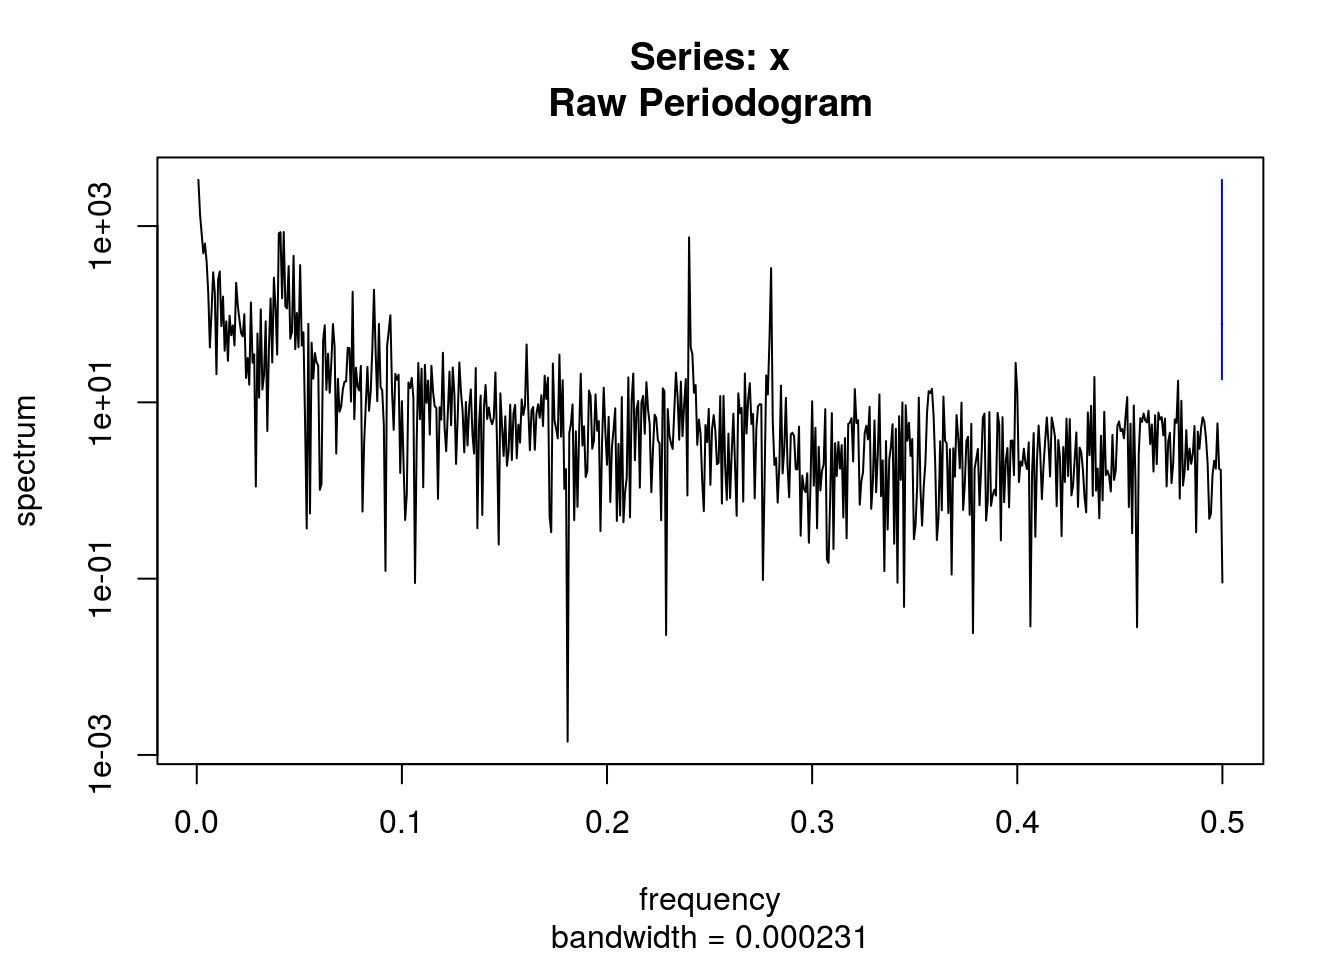 Series: x
Raw Periodogram
spectrum
1e+03
1e+01
1e-01
1e-03
0.0 0.1 0.2 0.3 0.4 0.5
frequency
bandwidth = 0.000231